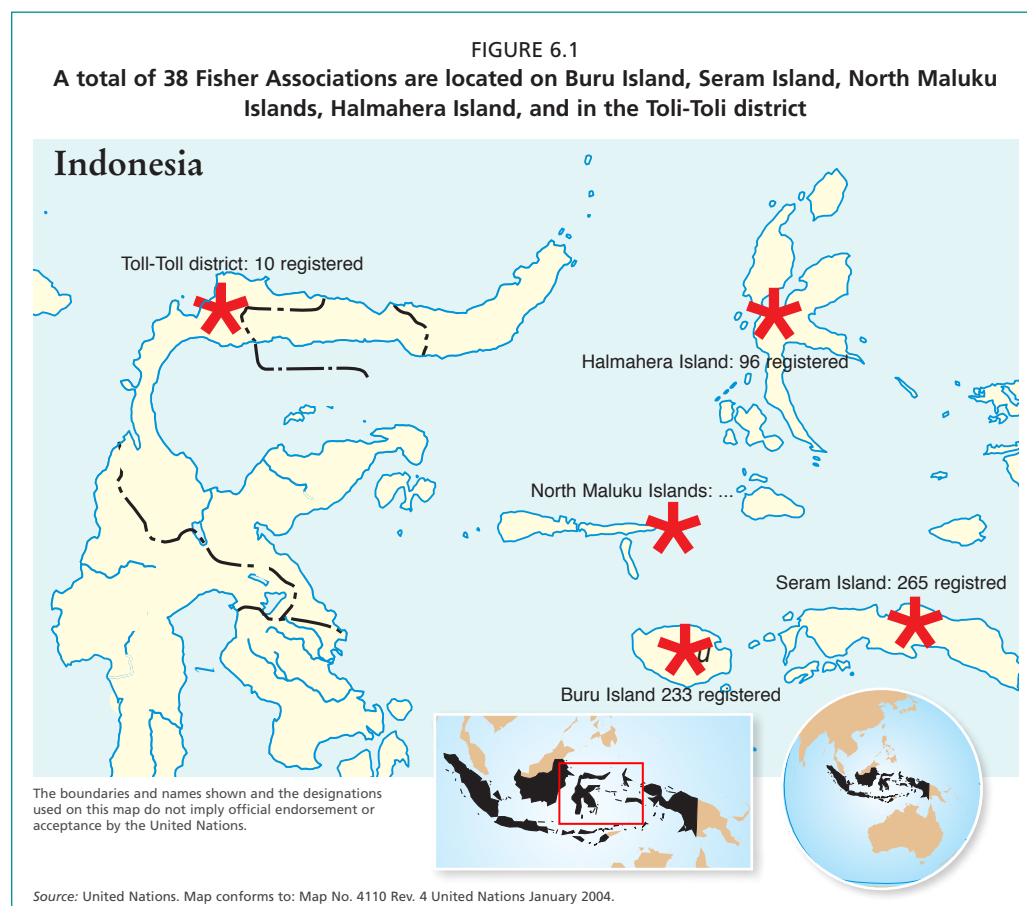 FIGURE 6.1
A total of 38 Fisher Associations are located on Buru Island, Seram Island, North Maluku
Islands, Halmahera Island, and in the Toli-Toli district
Indonesia
Toll-Toll district: 10 registered
Halmahera Island: 96 registered
North Maluku Islands: ...
Seram Island: 265 registred
u
Buru Island 233 registered
The boundaries and names shown and the designations
used on this map do not imply official endorsement or
acceptance by the United Nations.
Source: United Nations. Map conforms to: Map No. 4110 Rev. 4 United Nations January 2004.